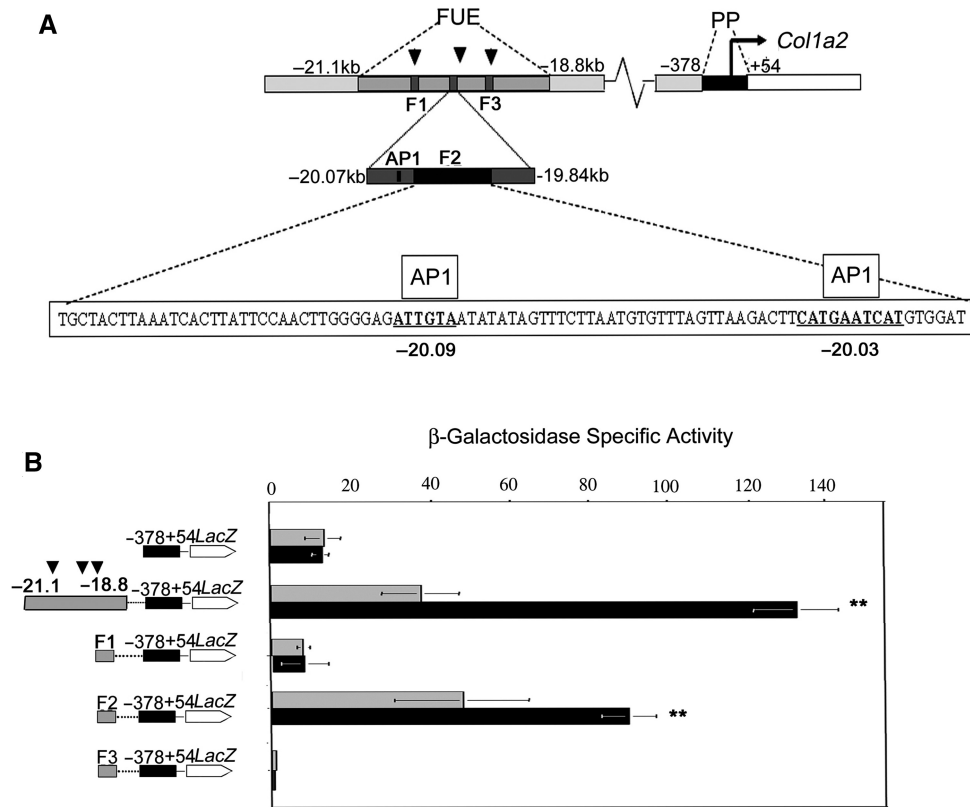 A
FUE
PP
Col1a2
−21.1kb
−18.8kb
−378
+54
F1
F3
AP1
F2
−20.07kb
-19.84kb
AP1
AP1
TGCTACTTAAATCACTTATTCCAACTTGGGGAGATTGTAATATATAGTTTCTTAATGTGTTTAGTTAAGACTTCATGAATCATGTGGAT
−20.09
−20.03
B
β-Galactosidase Specific Activity
0 20 40 60 80 100 120 140
−378+54LacZ
−21.1 −18.8 −378+54LacZ
**
F1 −378+54LacZ
F2 −378+54LacZ
**
F3 −378+54LacZ